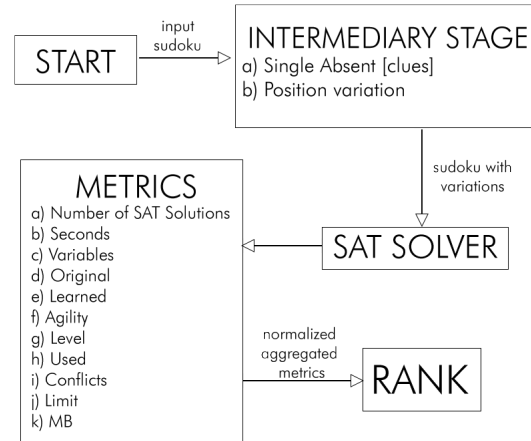 START
input
sudoku
INTERMEDIARY STAGE
a) Single Absent [clues]
b) Position variation
sudoku with
variations
SAT SOLVER
METRICS
a) Number of SAT Solutions
b) Seconds
c) Variables
d) Original
e) Learned
f) Agility
g) Level
h) Used
i) Conflicts
j) Limit
k) MB
normalized
aggregated
metrics
RANK